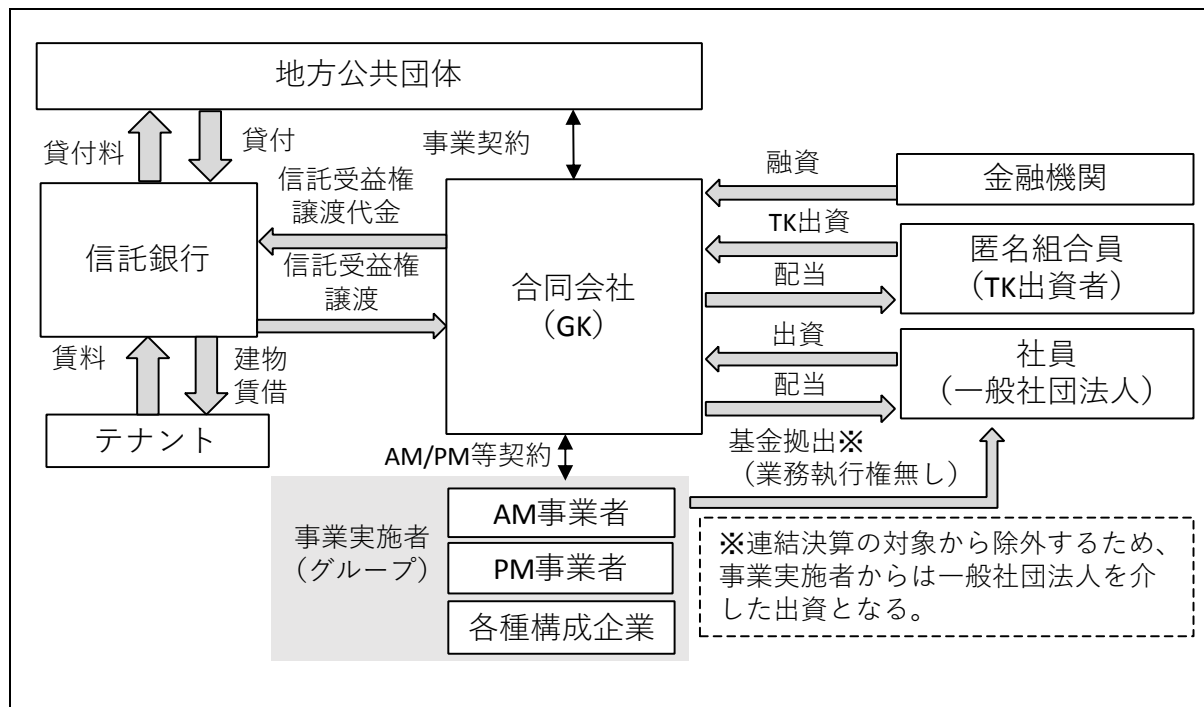 地方公共団体
貸付料
貸付
事業契約
信託受益権
譲渡代金
信託銀行
信託受益権
譲渡
合同会社
（GK）
融資
金融機関
TK出資
配当
匿名組合員
（TK出資者）
出資
配当
社員
（一般社団法人）
賃料
建物
賃借
テナント
AM/PM等契約
基金拠出※
（業務執行権無し）
事業実施者
（グループ）
AM事業者
PM事業者
各種構成企業
※連結決算の対象から除外するため、
事業実施者からは一般社団法人を介
した出資となる。